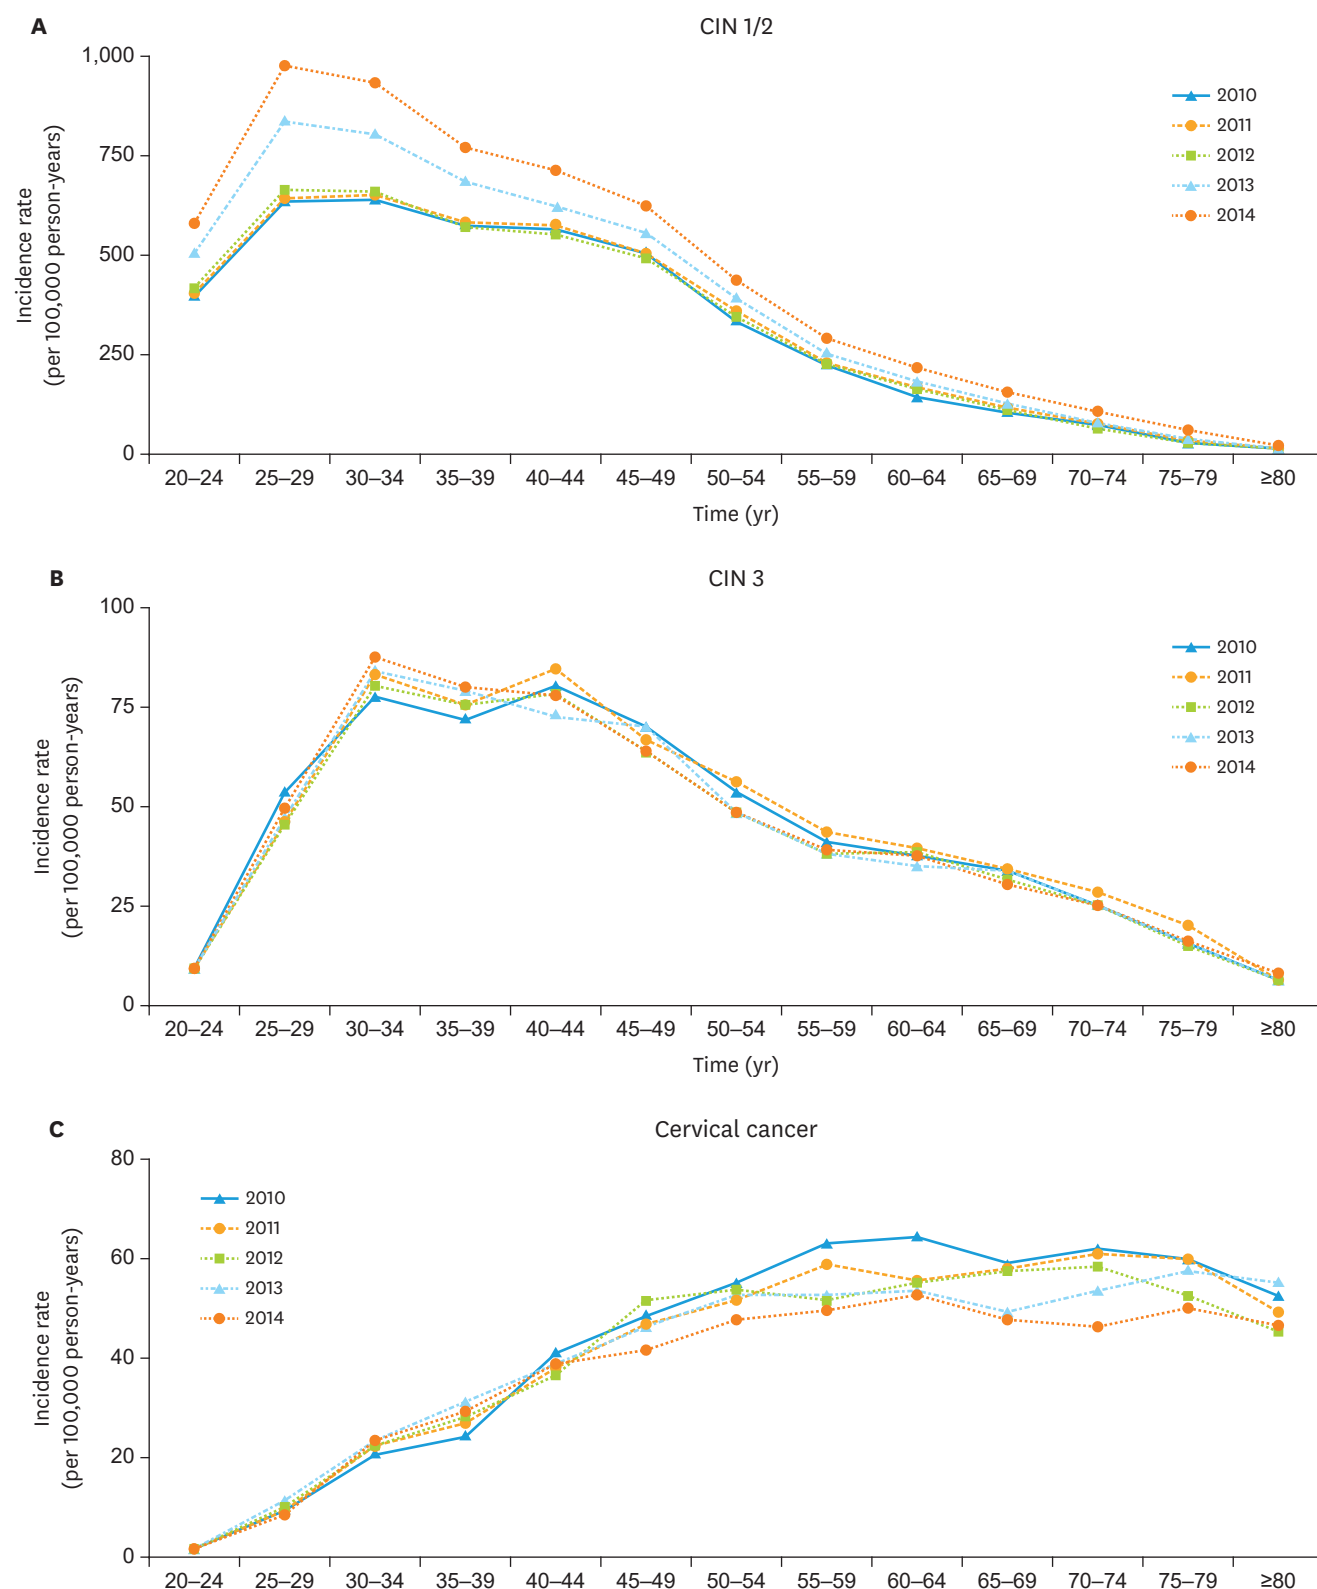 A
CIN 1/2
Incidence rate
(per 100,000 person-years)
1,000
750
500
250
0
2010
2011
2012
2013
2014
20–24 25–29 30–34 35–39 40–44 45–49 50–54 55–59 60–64 65–69 70–74 75–79 ≥80
Time (yr)
B
CIN 3
Incidence rate
(per 100,000 person-years)
100
75
50
25
0
2010
2011
2012
2013
2014
20–24 25–29 30–34 35–39 40–44 45–49 50–54 55–59 60–64 65–69 70–74 75–79 ≥80
Time (yr)
C
Cervical cancer
Incidence rate
(per 100,000 person-years)
80
60
40
20
0
2010
2011
2012
2013
2014
20–24 25–29 30–34 35–39 40–44 45–49 50–54 55–59 60–64 65–69 70–74 75–79 ≥80